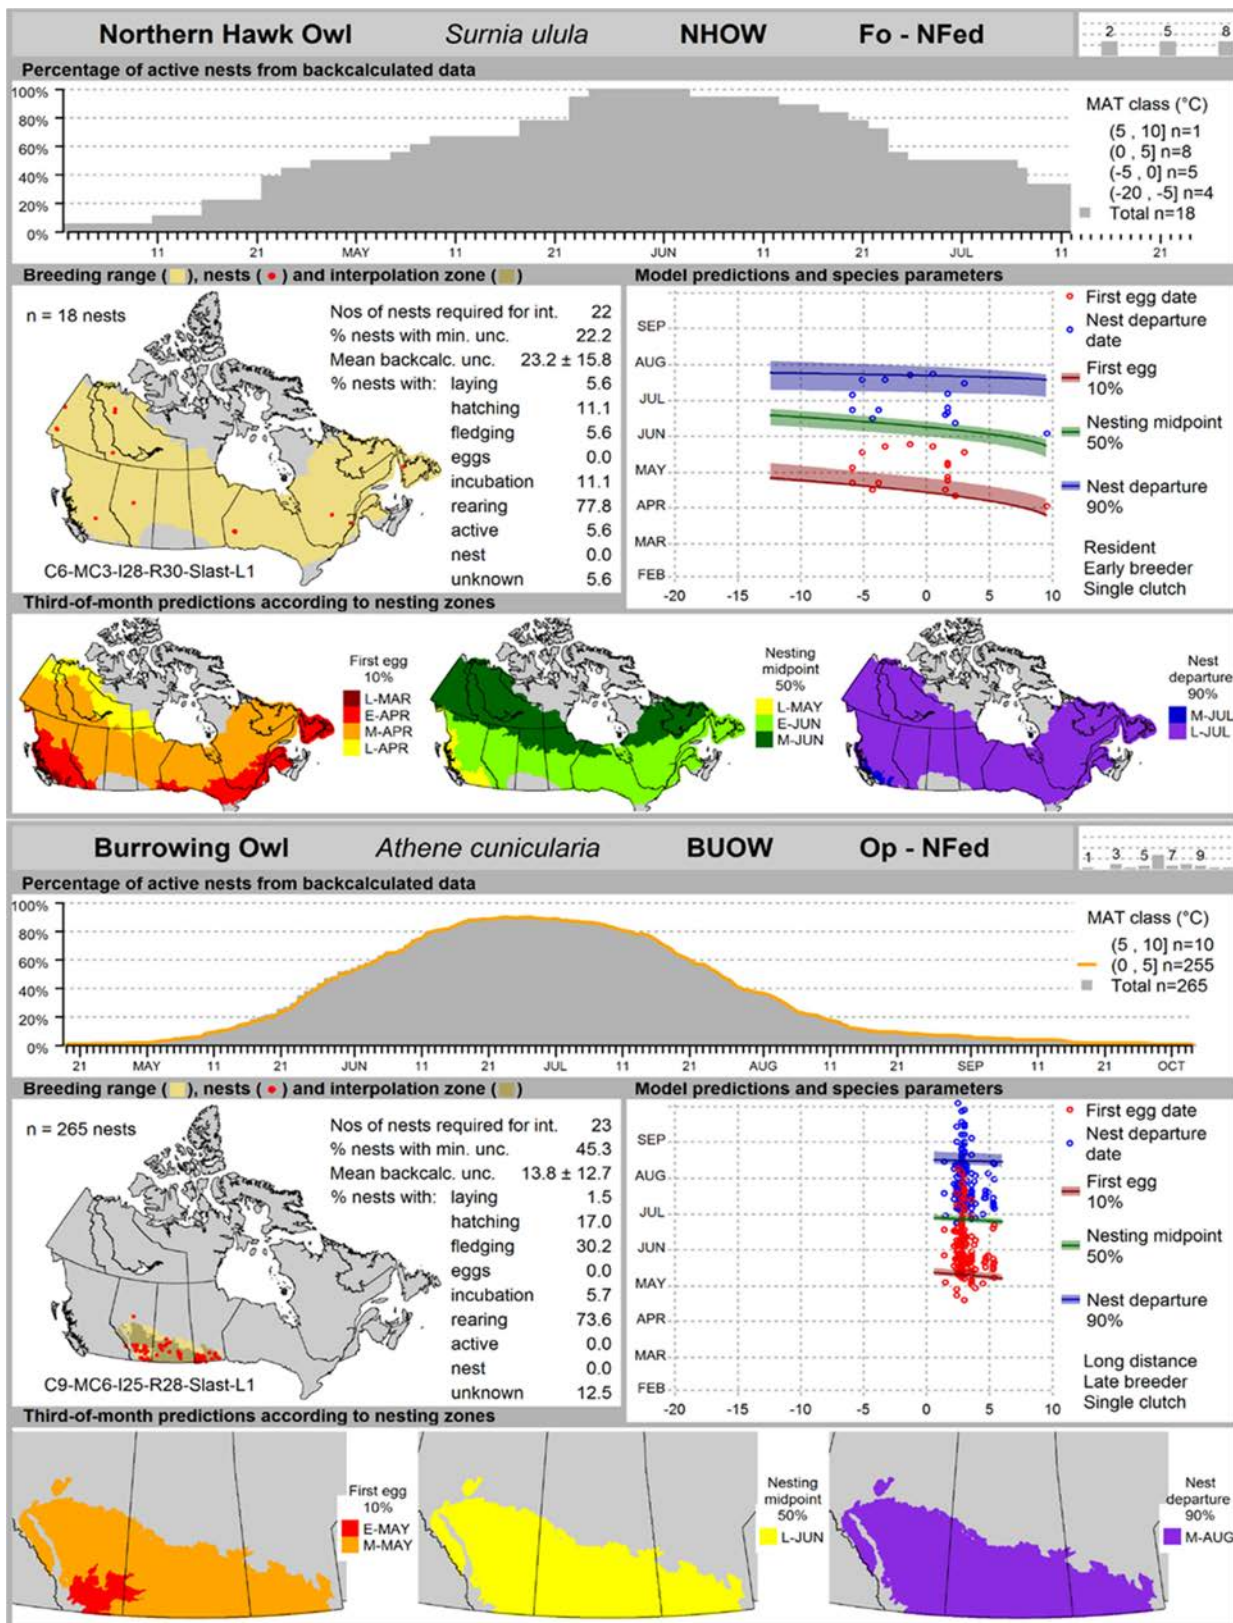 Northern Hawk Owl Surnia ulula NHOW Fo - NFed
2 5 8
Percentage of active nests from backcalculated data
100%
80%
60%
40%
20%
0%
11 21 MAY 11 21 JUN 11 21 JUL 11 21
MAT class (°C)
(5 , 10] n=1
(0 , 5] n=8
(-5 , 0] n=5
(-20 , -5] n=4
Total n=18
Breeding range ( ), nests ( ) and interpolation zone ( )
n = 18 nests
Nos of nests required for int. 22
% nests with min. unc. 22.2
Mean backcalc. unc. 23.2 ± 15.8
% nests with: laying 5.6
hatching 11.1
fledging 5.6
eggs 0.0
incubation 11.1
rearing 77.8
active 5.6
nest 0.0
unknown 5.6
C6-MC3-I28-R30-Slast-L1
Model predictions and species parameters
SEP
AUG
JUL
JUN
MAY
APR
MAR
FEB
-20 -15 -10 -5 0 5 10
First egg date
Nest departure
date
First egg
10%
Nesting midpoint
50%
Nest departure
90%
Resident
Early breeder
Single clutch
Third-of-month predictions according to nesting zones
First egg
10%
L-MAR
E-APR
M-APR
L-APR
Nesting
midpoint
50%
L-MAY
E-JUN
M-JUN
Nest
departure
90%
M-JUL
L-JUL
Burrowing Owl Athene cunicularia BUOW Op - NFed
1 3 5 7 9
Percentage of active nests from backcalculated data
100%
80%
60%
40%
20%
0%
21 MAY 11 21 JUN 11 21 JUL 11 21 AUG 11 21 SEP 11 21 OCT
MAT class (°C)
(5 , 10] n=10
(0 , 5] n=255
Total n=265
Breeding range ( ), nests ( ) and interpolation zone ( )
n = 265 nests
Nos of nests required for int. 23
% nests with min. unc. 45.3
Mean backcalc. unc. 13.8 ± 12.7
% nests with: laying 1.5
hatching 17.0
fledging 30.2
eggs 0.0
incubation 5.7
rearing 73.6
active 0.0
nest 0.0
unknown 12.5
C9-MC6-I25-R28-Slast-L1
Model predictions and species parameters
SEP
AUG
JUL
JUN
MAY
APR
MAR
FEB
-20 -15 -10 -5 0 5 10
First egg date
Nest departure
date
First egg
10%
Nesting midpoint
50%
Nest departure
90%
Long distance
Late breeder
Single clutch
Third-of-month predictions according to nesting zones
First egg
10%
E-MAY
M-MAY
Nesting
midpoint
50%
L-JUN
Nest
departure
90%
M-AUG